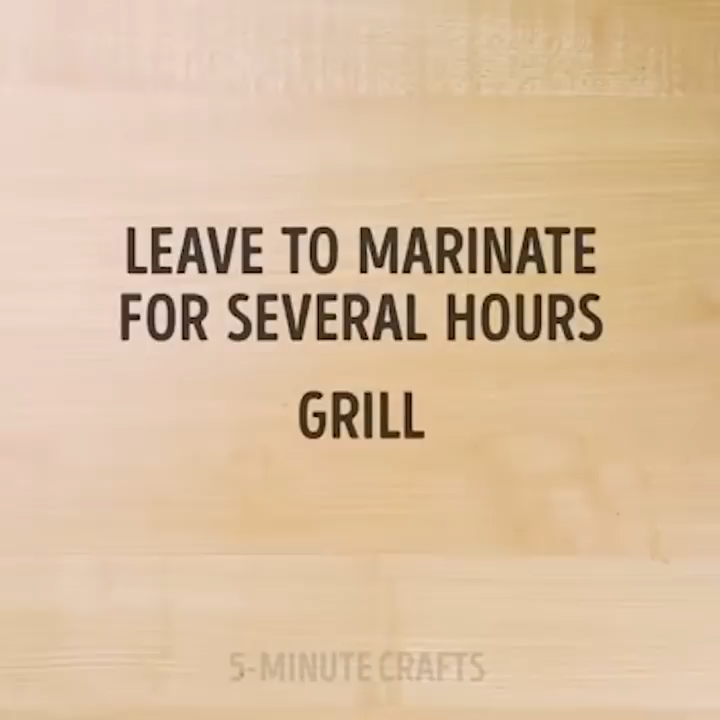 LEAVE TO MARINATE
FOR SEVERAL HOURS
GRILL
5-MINUTE CRAFTS